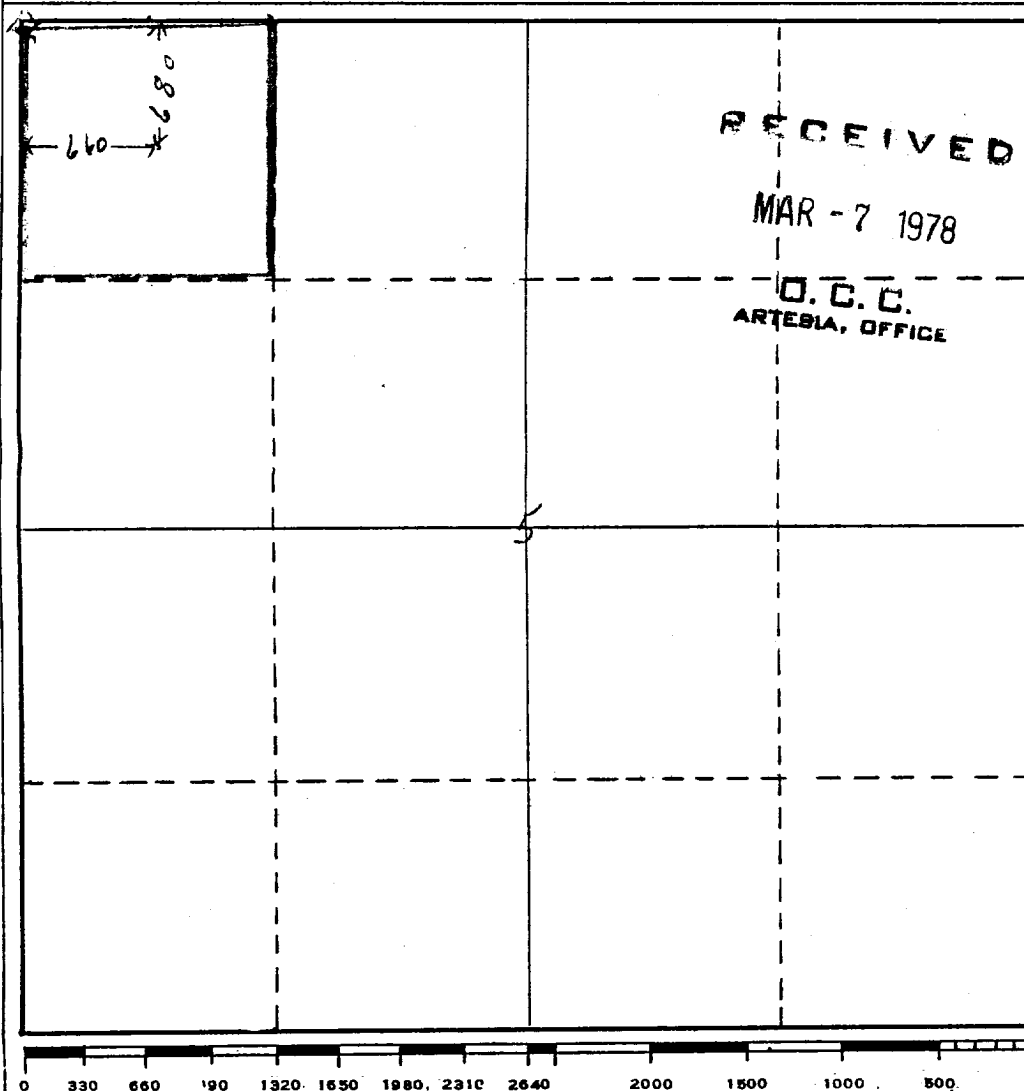 680
660
RECEIVED
MAR - 7 1978
O. C. C.
ARTESIA, OFFICE
5
0 330 660 '90 1320 1650 1980, 2310 2640 2000 1500 1000 500